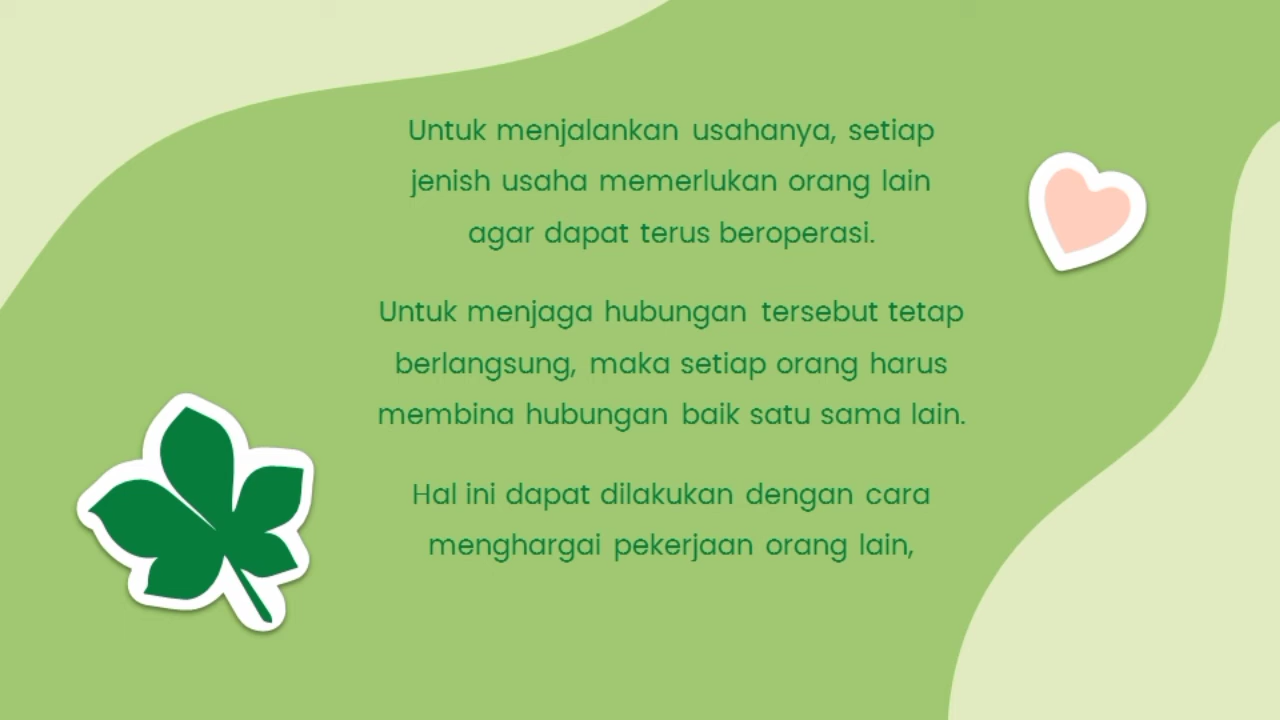 Untuk menjalankan usahanya, setiap
jenish usaha memerlukan orang lain
agar dapat terus beroperasi.
Untuk menjaga hubungan tersebut tetap
berlangsung, maka setiap orang harus
membina hubungan baik satu sama lain.
Hal ini dapat dilakukan dengan cara
menghargai pekerjaan orang lain,